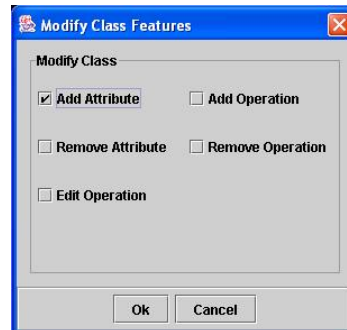 Modify Class Features
Modify Class
Add Attribute Add Operation
Remove Attribute Remove Operation
Edit Operation
Ok Cancel